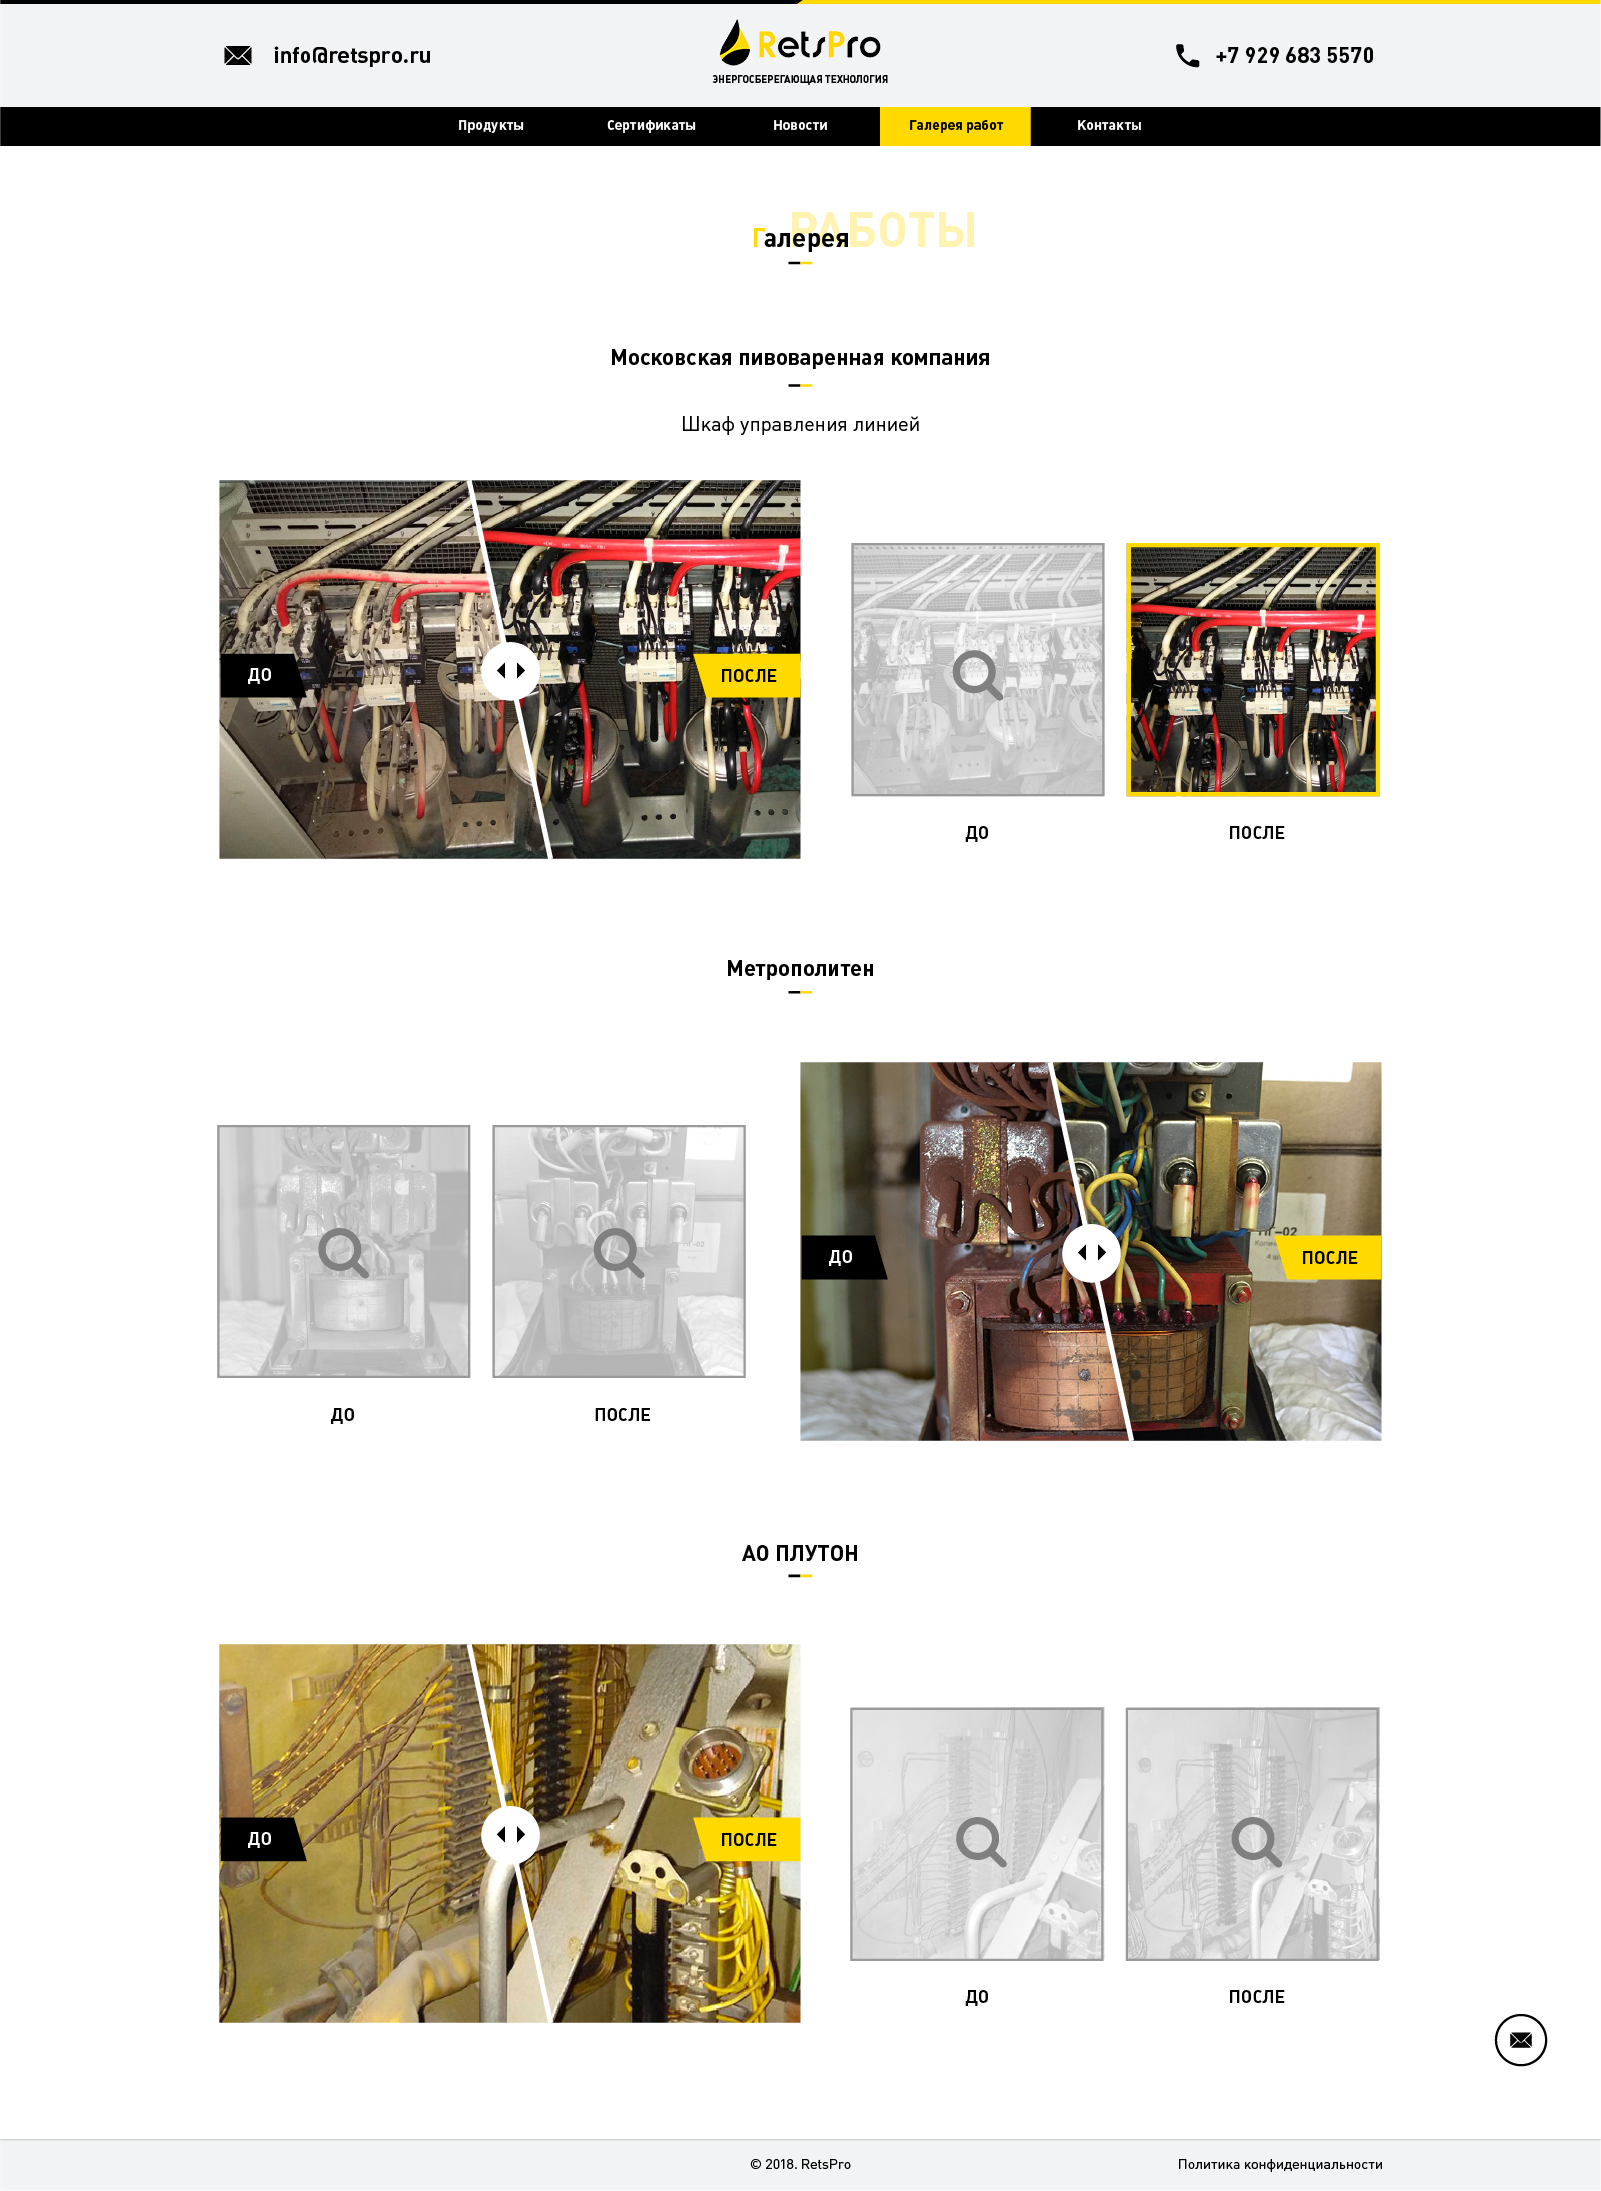 info@retspro.ru
RetsPro
ЭНЕРГОСБЕРЕГАЮЩАЯ ТЕХНОЛОГИЯ
+7 929 683 5570
Продукты
Сертификаты
Новости
Галерея работ
Контакты
РАБОТЫ
Галерея
Московская пивоваренная компания
Шкаф управления линией
ДО
ПОСЛЕ
ДО
ПОСЛЕ
Метрополитен
ДО
ПОСЛЕ
ДО
ПОСЛЕ
АО ПЛУТОН
ДО
ПОСЛЕ
ДО
ПОСЛЕ
© 2018. RetsPro
Политика конфиденциальности